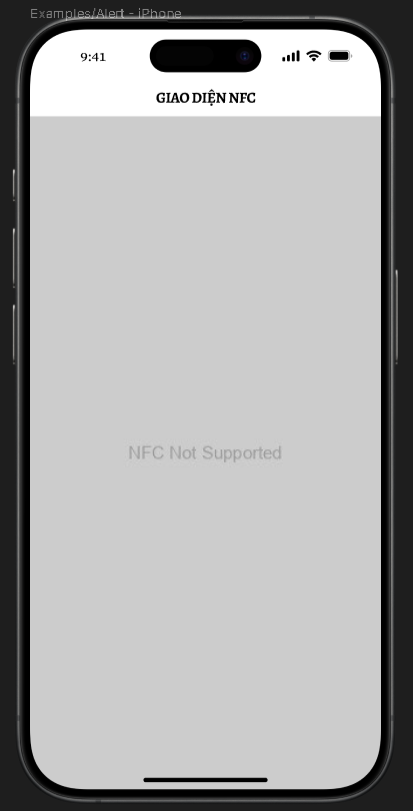 Examples/Alert - iPhone
9:41
GIAO DIỆN NFC
NFC Not Supported